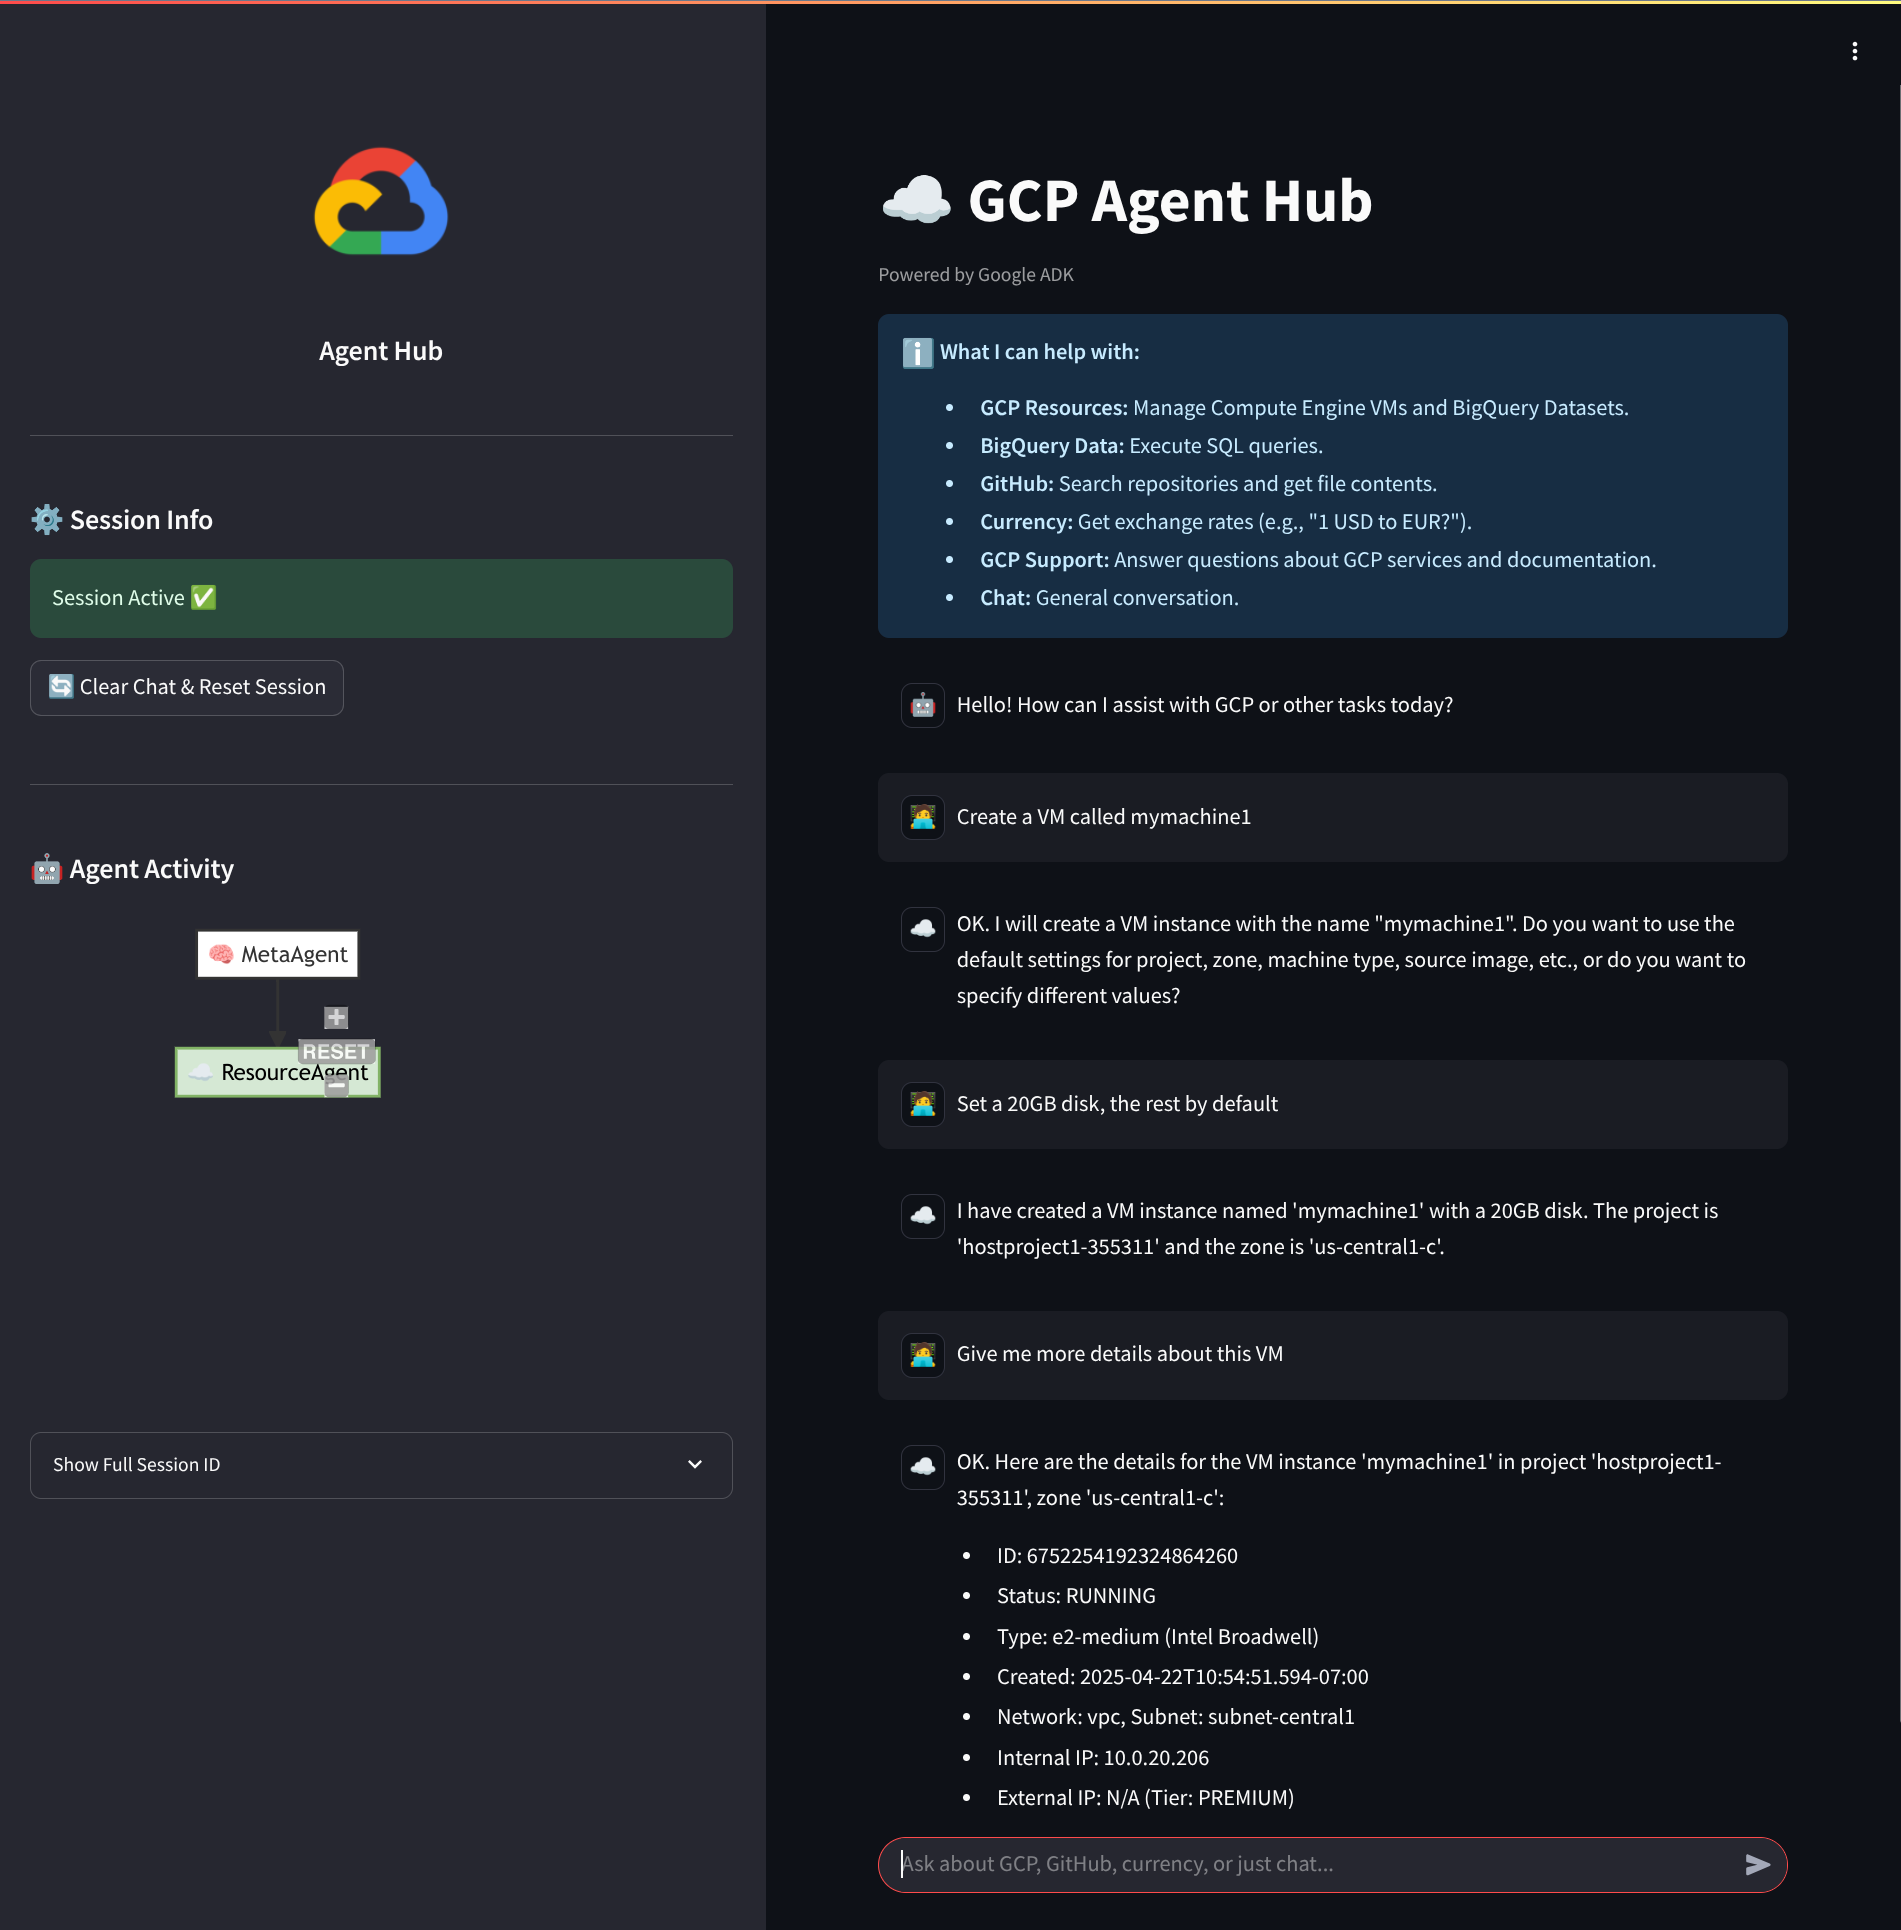 Agent Hub
Session Info
Session Active
Clear Chat & Reset Session
Agent Activity
MetaAgent
RESET
ResourceAgent
Show Full Session ID
GCP Agent Hub
Powered by Google ADK
What I can help with:
• GCP Resources: Manage Compute Engine VMs and BigQuery Datasets.
• BigQuery Data: Execute SQL queries.
• GitHub: Search repositories and get file contents.
• Currency: Get exchange rates (e.g., "1 USD to EUR?").
• GCP Support: Answer questions about GCP services and documentation.
• Chat: General conversation.
Hello! How can I assist with GCP or other tasks today?
Create a VM called mymachine1
OK. I will create a VM instance with the name "mymachine1". Do you want to use the
default settings for project, zone, machine type, source image, etc., or do you want to
specify different values?
Set a 20GB disk, the rest by default
I have created a VM instance named 'mymachine1' with a 20GB disk. The project is
'hostproject1-355311' and the zone is 'us-central1-c'.
Give me more details about this VM
OK. Here are the details for the VM instance 'mymachine1' in project 'hostproject1-
355311', zone 'us-central1-c':
• ID: 6752254192324864260
• Status: RUNNING
• Type: e2-medium (Intel Broadwell)
• Created: 2025-04-22T10:54:51.594-07:00
• Network: vpc, Subnet: subnet-central1
• Internal IP: 10.0.20.206
• External IP: N/A (Tier: PREMIUM)
Ask about GCP, GitHub, currency, or just chat...